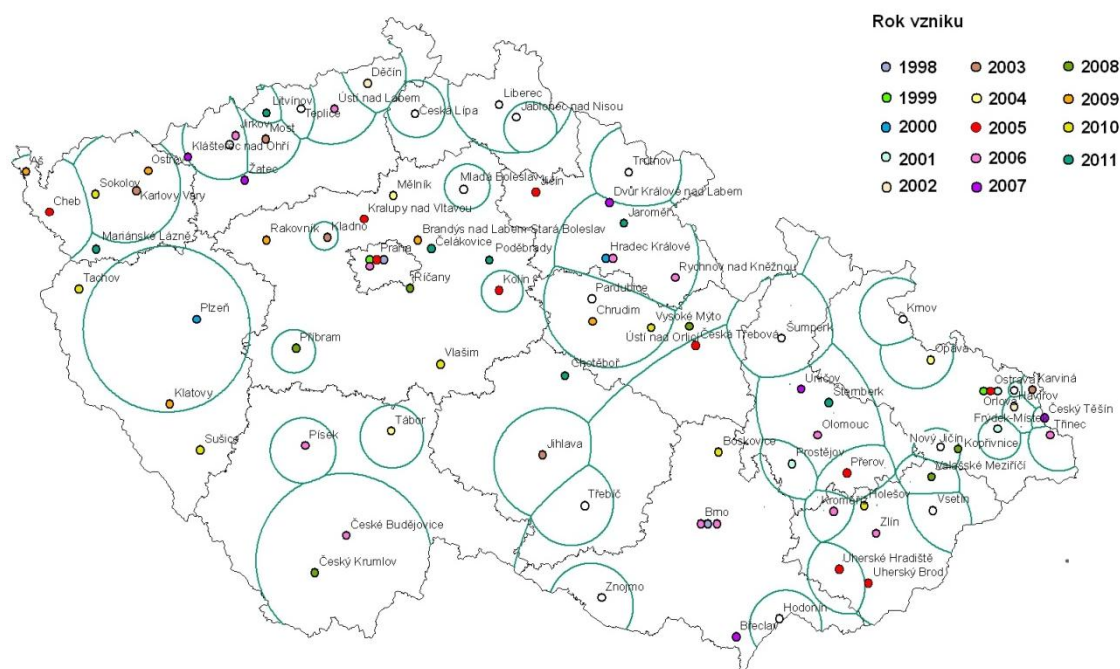 Rok vzniku
1998 2003 2008
1999 2004 2009
2000 2005 2010
2001 2006 2011
2002 2007
Děčín
Litvínov
Ústí nad Labem
Teplice
Česká Lípa
Liberec
Jablonec nad Nisou
Jirkov
Most
Klášterec nad Ohří
Žatec
Aš
Ostrov
Sokolov
Karlovy Vary
Cheb
Mariánské Lázně
Trutnov
Dvůr Králové nad Labem
Jaroměř
Mladá Boleslav
Jičín
Mělník
Kralupy nad Vltavou
Rakovník
Kladno
Brandýs nad Labem-Stará Boleslav
Čelákovice
Poděbrady
Praha
Říčany
Kolín
Hradec Králové
Rychnov nad Kněžnou
Pardubice
Chrudim
Vysoké Mýto
Ústí nad Orlicí
Česká Třebová
Šumperk
Krnov
Opava
Tachov
Plzeň
Příbram
Vlašim
Chotěboř
Klatovy
Sušice
Písek
Tábor
Jihlava
Třebíč
Boskovice
Uničov
Šternberk
Olomouc
Prostějov
Přerov
Ostrava
Karviná
Havířov
Orlová
Český Těšín
Frýdek-Místek
Třinec
Nový Jičín
Kopřivnice
Valašské Meziříčí
Kroměříž
Holešov
Vsetín
Zlín
Brno
České Budějovice
Český Krumlov
Uherské Hradiště
Uherský Brod
Znojmo
Hodonín
Břeclav